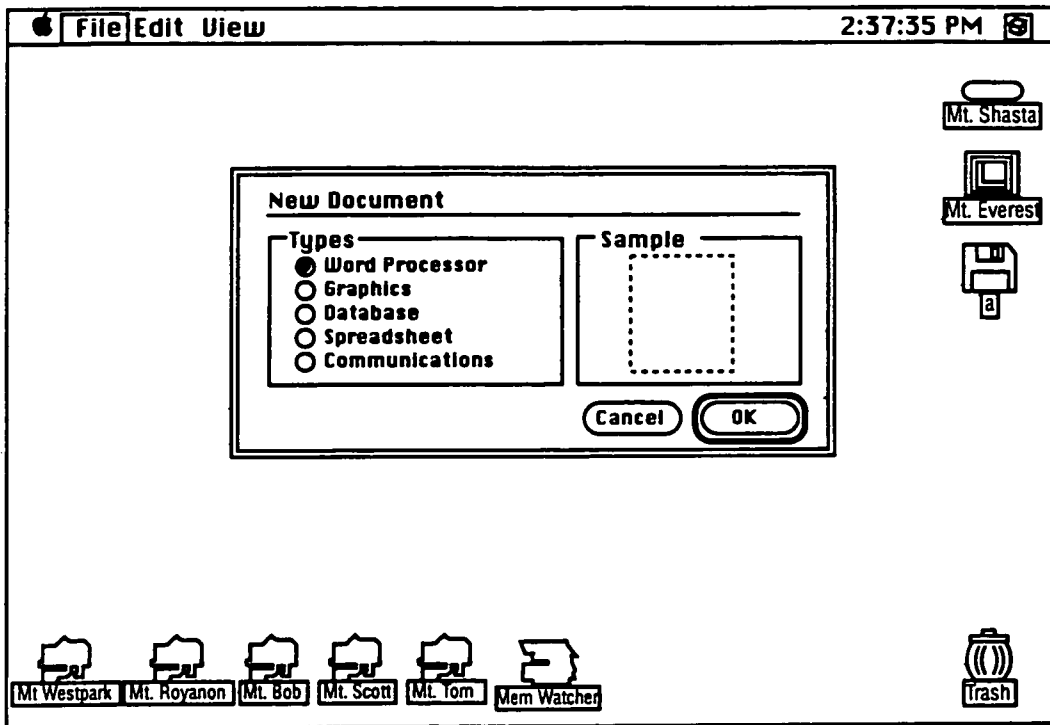 File Edit View 2:37:35 PM
Mt. Shasta
Mt. Everest
a
New Document
Types
Word Processor
Graphics
Database
Spreadsheet
Communications
Sample
Cancel OK
Mt Westpark Mt. Royanon Mt. Bob Mt. Scott Mt. Tom Mem Watcher Trash